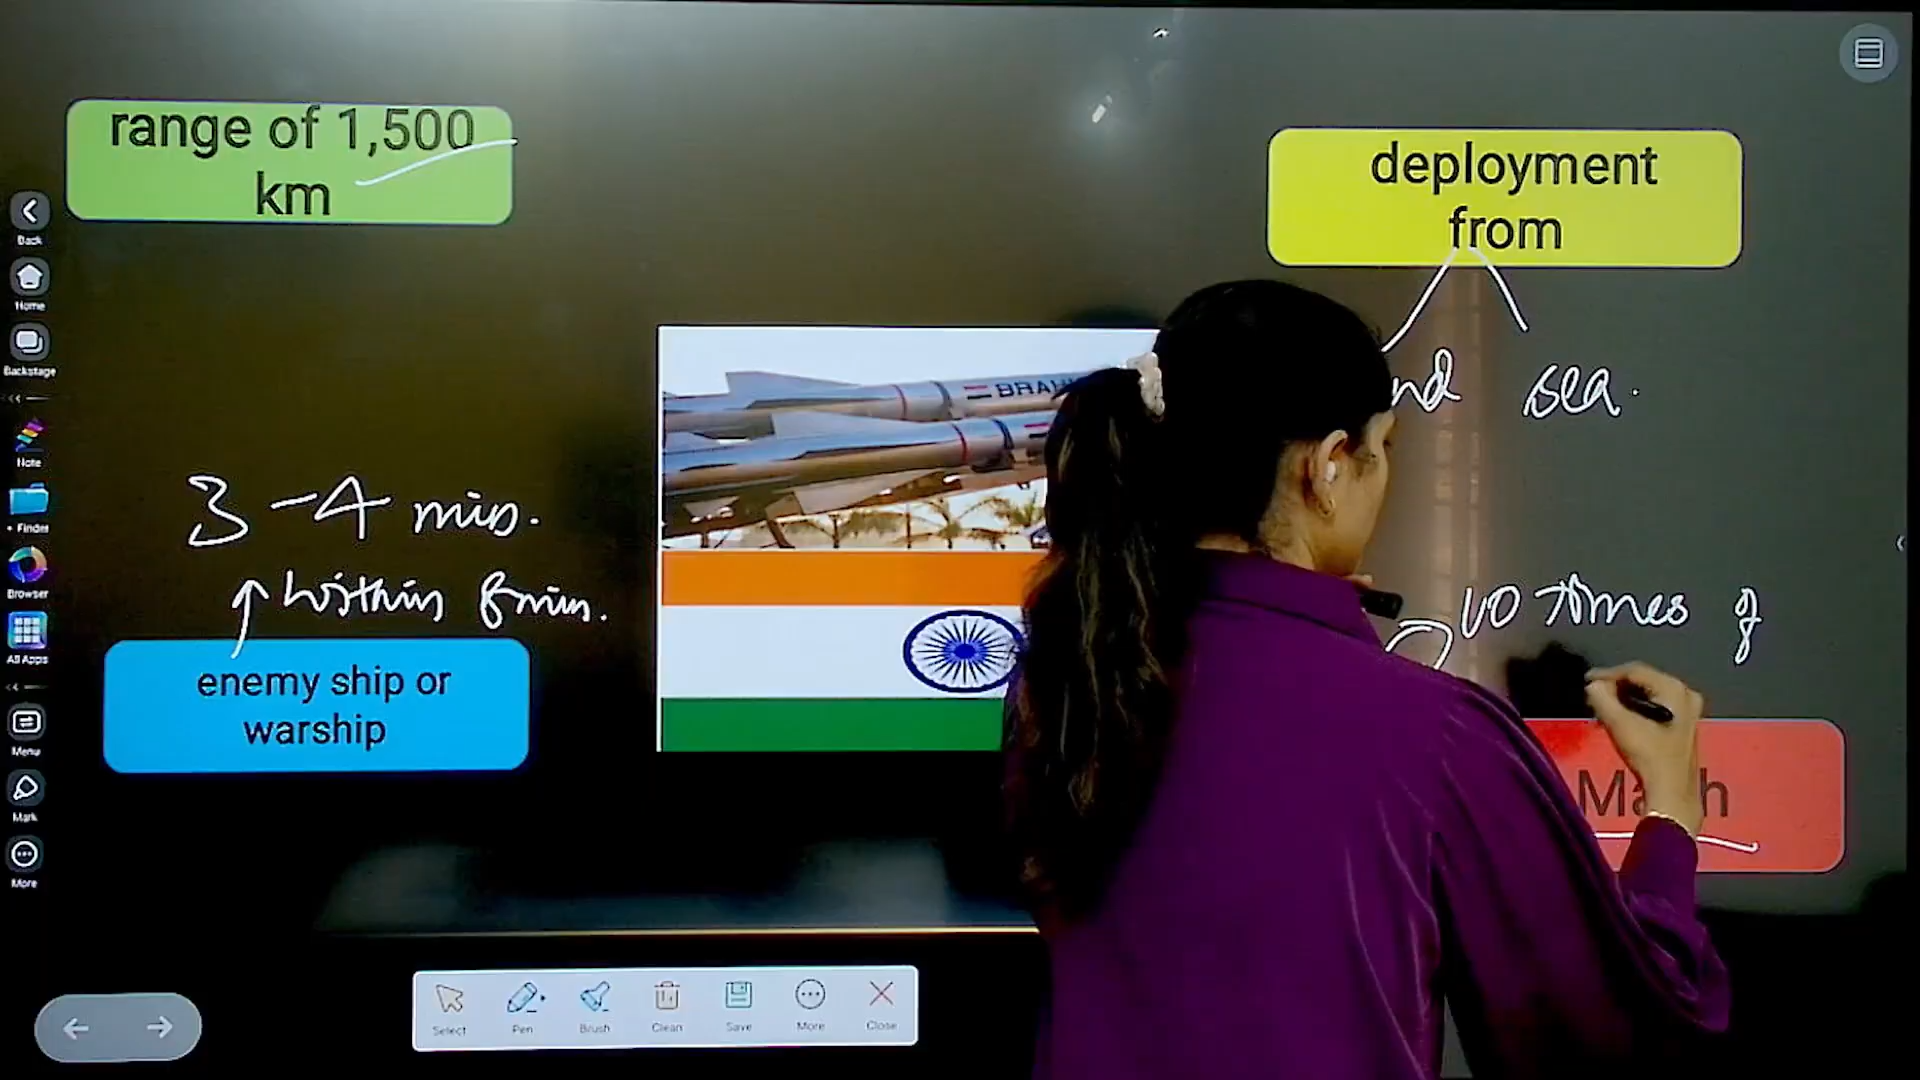 range of 1,500
km
deployment
from
sea.
3-4 min.
within 8min.
10 times of
enemy ship or
warship
Back
Home
Backstage
Note
Finder
Browser
All Apps
Menu
Mark
More
Select
Pen
Brush
Clean
Save
More
Close